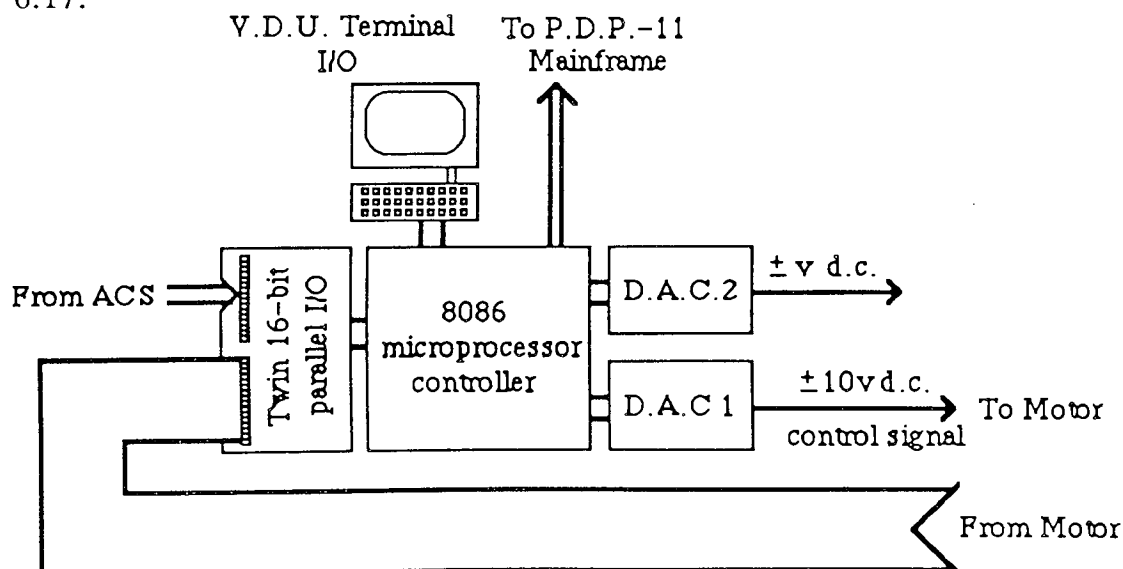 6.17.
V.D.U. Terminal
I/O
To P.D.P.-11
Mainframe
From ACS
Twin 16-bit
parallel I/O
8086
microprocessor
controller
D.A.C.2
± v d.c.
D.A.C 1
±10v d.c.
control signal
To Motor
From Motor